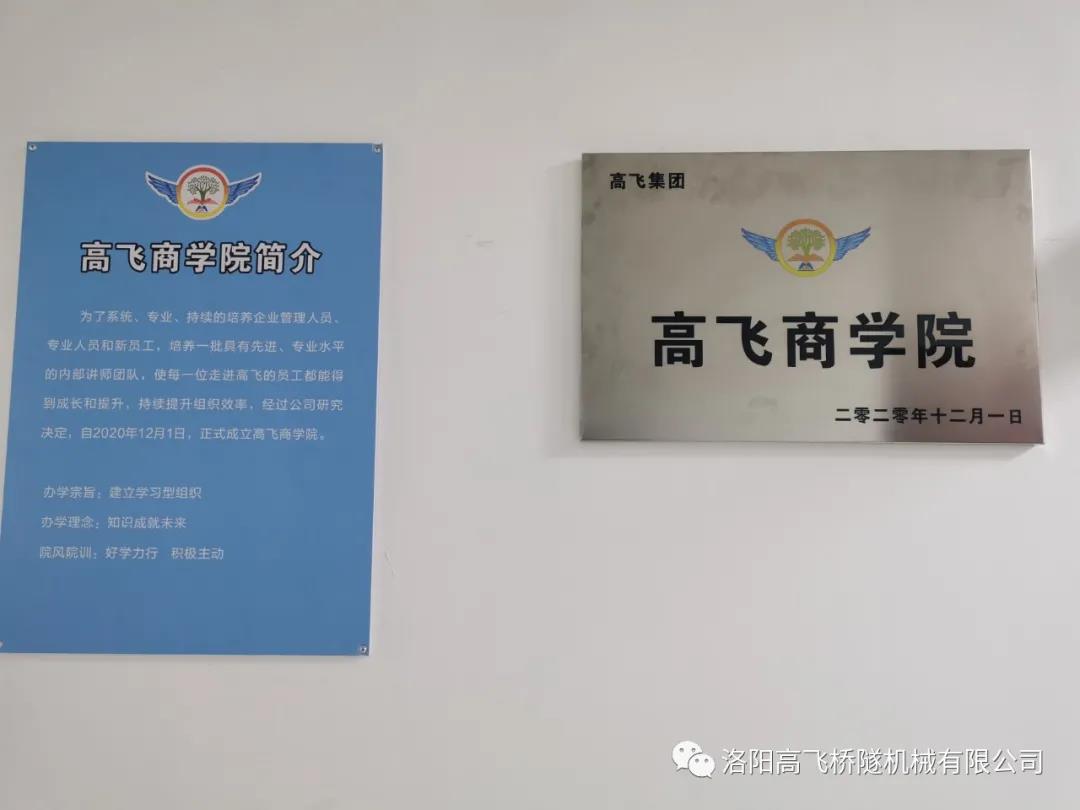 高飞商学院简介
为了系统、专业、持续的培养企业管理人员、
专业人员和新员工，培养一批具有先进、专业水平
的内部讲师团队，使每一位走进高飞的员工都能得
到成长和提升，持续提升组织效率，经过公司研究
决定，自2020年12月1日，正式成立高飞商学院。
办学宗旨：建立学习型组织
办学理念：知识成就未来
院风院训：好学力行 积极主动
高飞集团
高飞商学院
二零二零年十二月一日
洛阳高飞桥隧机械有限公司